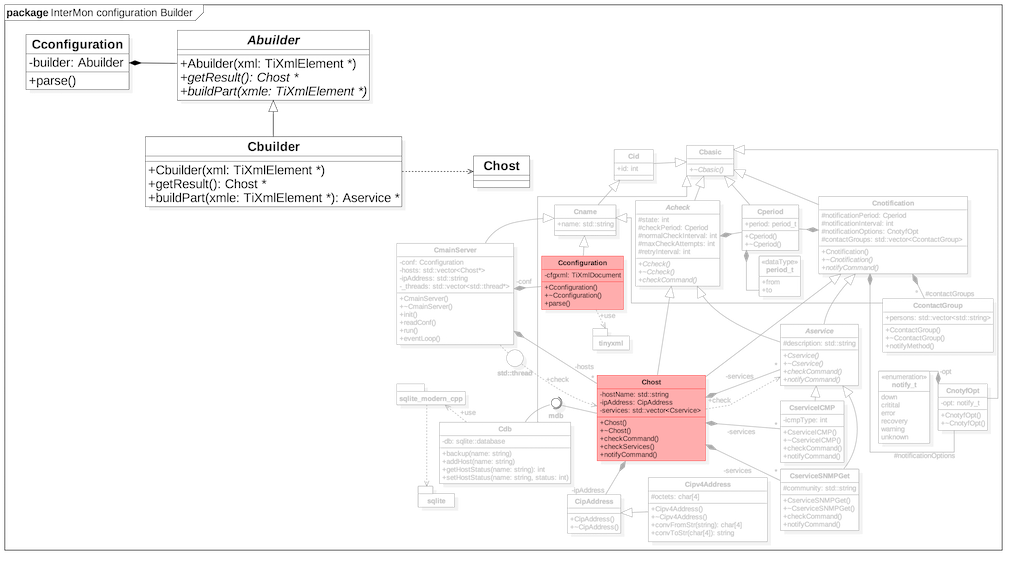 package InterMon configuration Builder
Cconfiguration
-builder: Abuilder
+parse()
Abuilder
+Abuilder(xml: TiXmlElement *)
+getResult(): Chost *
+buildPart(xmle: TiXmlElement *)
Cbuilder
+Cbuilder(xml: TiXmlElement *)
+getResult(): Chost *
+buildPart(xmle: TiXmlElement *): Aservice *
Chost
Cid
+id: int
Cbasic
+~Cbasic()
Cname
+name: std::string
Acheck
#state: int
#checkPeriod: Cperiod
#normalCheckInterval: int
#maxCheckAttempts: int
#retryInterval: int
+Ccheck()
+~Ccheck()
+checkCommand()
Cperiod
+period: period_t
+Cperiod()
+~Cperiod()
«dataType»
period_t
+from
+to
Cnotification
#notificationPeriod: Cperiod
#notificationInterval: int
#notificationOptions: CnotyfOpt
#contactGroups: std::vector<CcontactGroup>
+Cnotification()
+~Cnotification()
+notifyCommand()
CmainServer
-conf: Cconfiguration
-hosts: std::vector<Chost*>
-ipAddress: std::string
-_threads: std::vector<std::thread*>
+CmainServer()
+~CmainServer()
+init()
+readConf()
+run()
+eventLoop()
-conf
Cconfiguration
-cfgxml: TiXmlDocument
+Cconfiguration()
+~Cconfiguration()
+parse()
+use
tinyxml
#contactGroups
CcontactGroup
+persons: std::vector<std::string>
+CcontactGroup()
+~CcontactGroup()
+notifyMethod()
Aservice
#description: std::string
+Cservice()
+~Cservice()
+checkCommand()
+notifyCommand()
std::thread
-hosts
*
+check
Chost
-hostName: std::string
-ipAddress: CipAddress
-services: std::vector<Cservice>
+Chost()
+~Chost()
+checkCommand()
+checkServices()
+notifyCommand()
-services
*
+check
-services
-services
*
«enumeration»
notify_t
down
critital
error
recovery
warning
unknown
-opt
CnotyfOpt
-opt: notify_t
+CnotyfOpt()
+~CnotyfOpt()
#notificationOptions
CserviceICMP
-icmpType: int
+CserviceICMP()
+~CserviceICMP()
+checkCommand()
+notifyCommand()
CserviceSNMPGet
#community: std::string
+CserviceSNMPGet()
+~CserviceSNMPGet()
+checkCommand()
+notifyCommand()
sqlite_modern_cpp
+use
mdb
Cdb
-db: sqlite::database
+backup(name: string)
+addHost(name: string)
+getHostStatus(name: string): int
+setHostStatus(name: string, status: int)
sqlite
-ipAddress
CipAddress
+CipAddress()
+~CipAddress()
Cipv4Address
#octets: char[4]
+Cipv4Address()
+~Cipv4Address()
+convFromStr(string): char[4]
+convToStr(char[4]): string